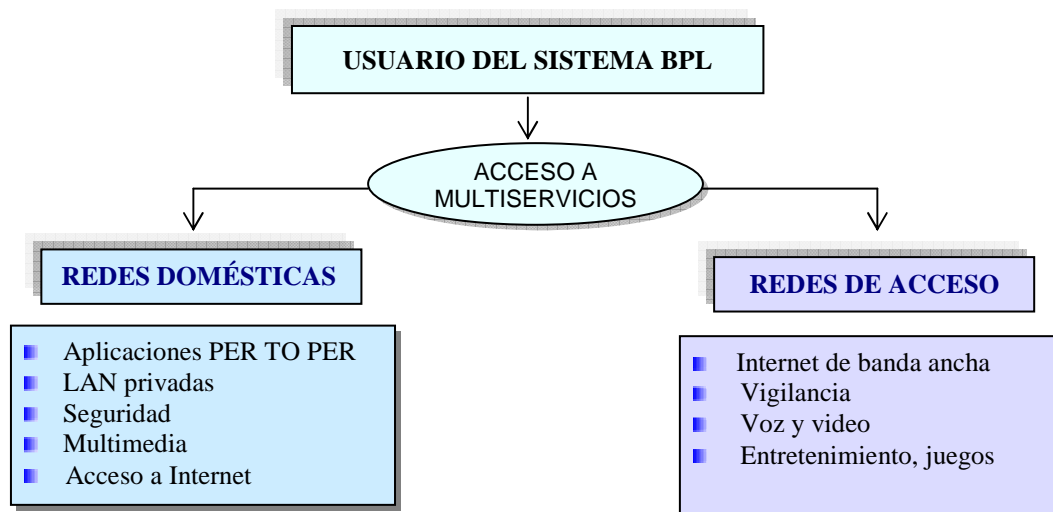 USUARIO DEL SISTEMA BPL
ACCESO A
MULTISERVICIOS
REDES DOMÉSTICAS
Aplicaciones PER TO PER
LAN privadas
Seguridad
Multimedia
Acceso a Internet
REDES DE ACCESO
Internet de banda ancha
Vigilancia
Voz y video
Entretenimiento, juegos